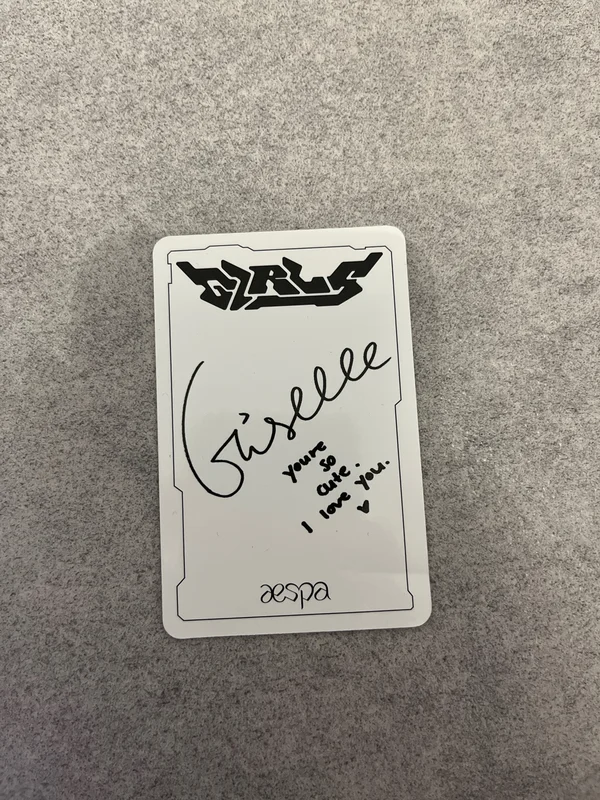 GIRLS
Giselle
youre
so
cute.
I love you.
aespa